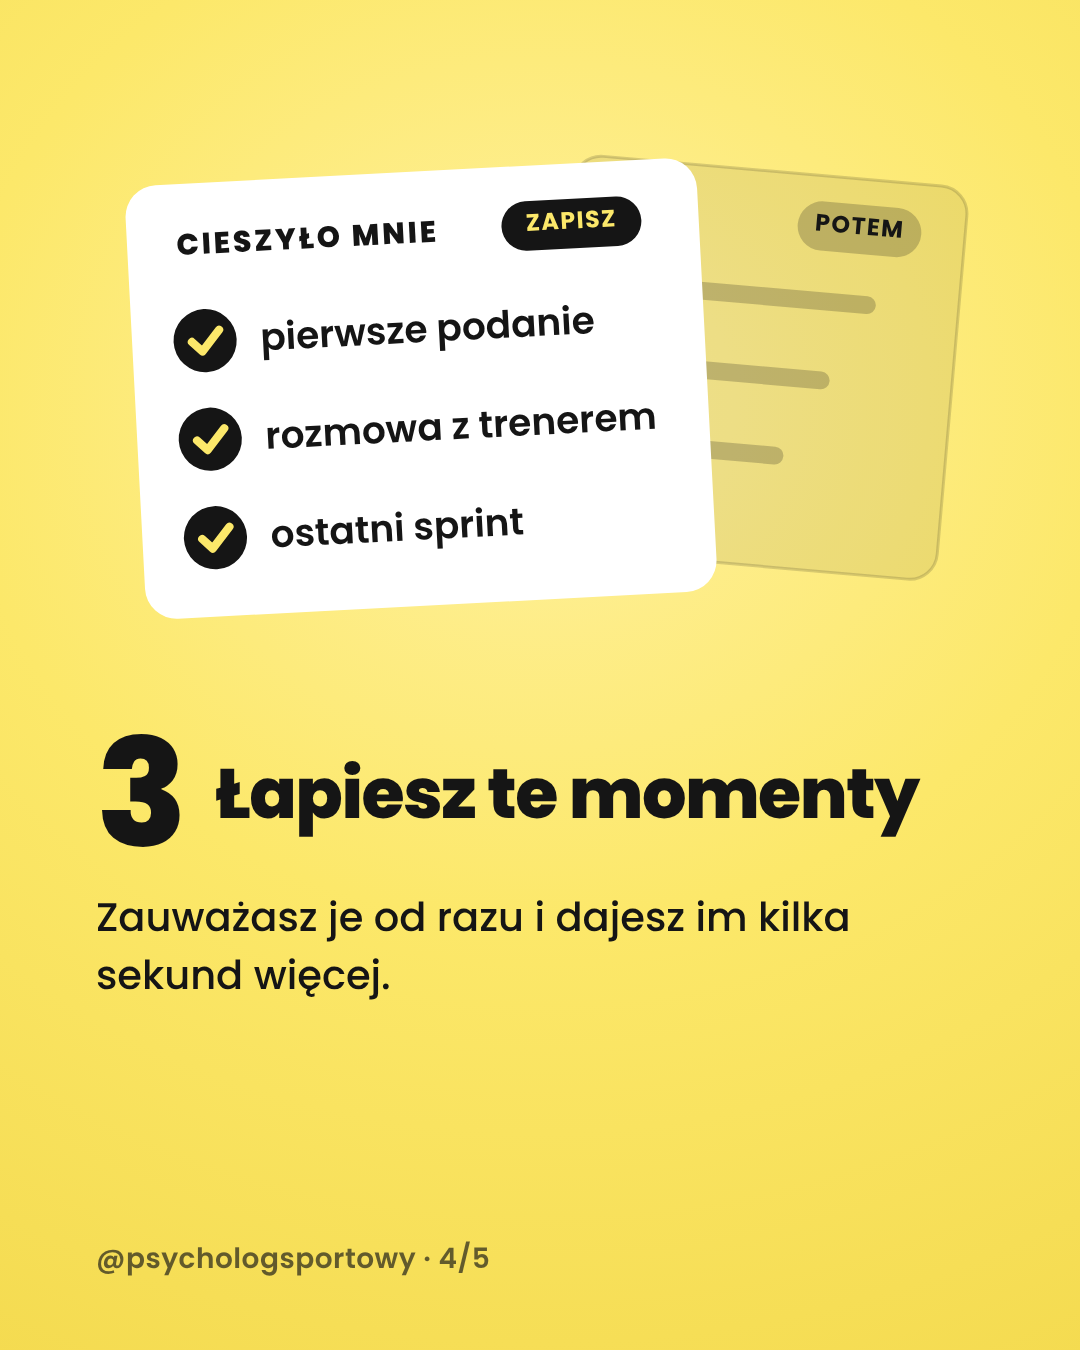 CIESZYŁO MNIE
ZAPISZ
POTEM
pierwsze podanie
rozmowa z trenerem
ostatni sprint
3 Łapiesz te momenty
Zauważasz je od razu i dajesz im kilka
sekund więcej.
@psychologsportowy · 4/5